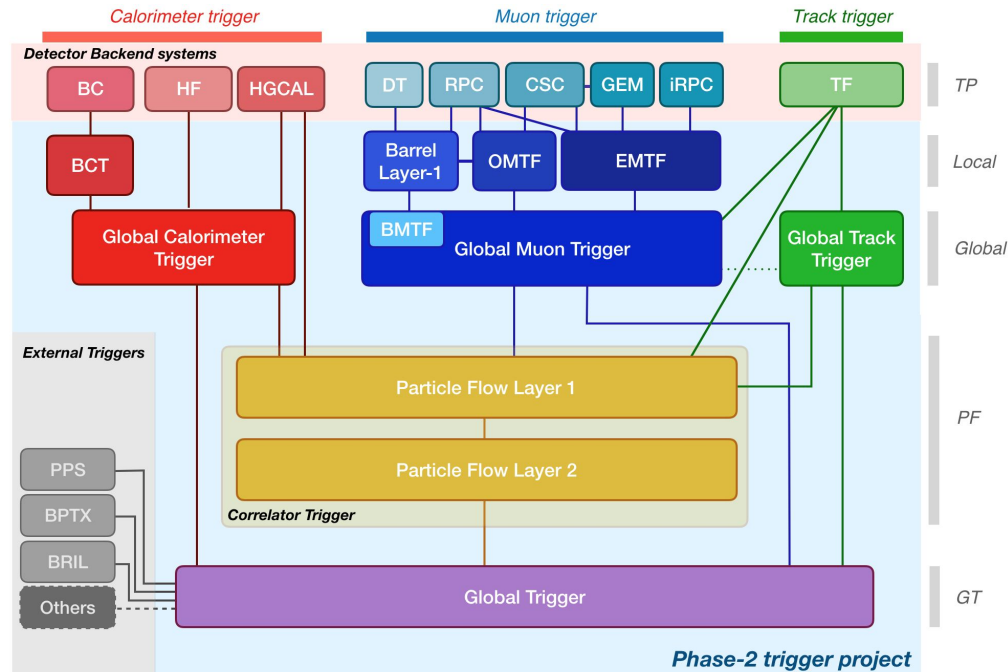 Calorimeter trigger
Muon trigger
Track trigger
Detector Backend systems
BC
HF
HGCAL
DT
RPC
CSC
GEM
iRPC
TF
TP
BCT
Barrel
Layer-1
OMTF
EMTF
Local
Global Calorimeter
Trigger
BMTF
Global Muon Trigger
Global Track
Trigger
Global
External Triggers
Particle Flow Layer 1
PF
Particle Flow Layer 2
Correlator Trigger
PPS
BPTX
BRIL
Others
Global Trigger
GT
Phase-2 trigger project